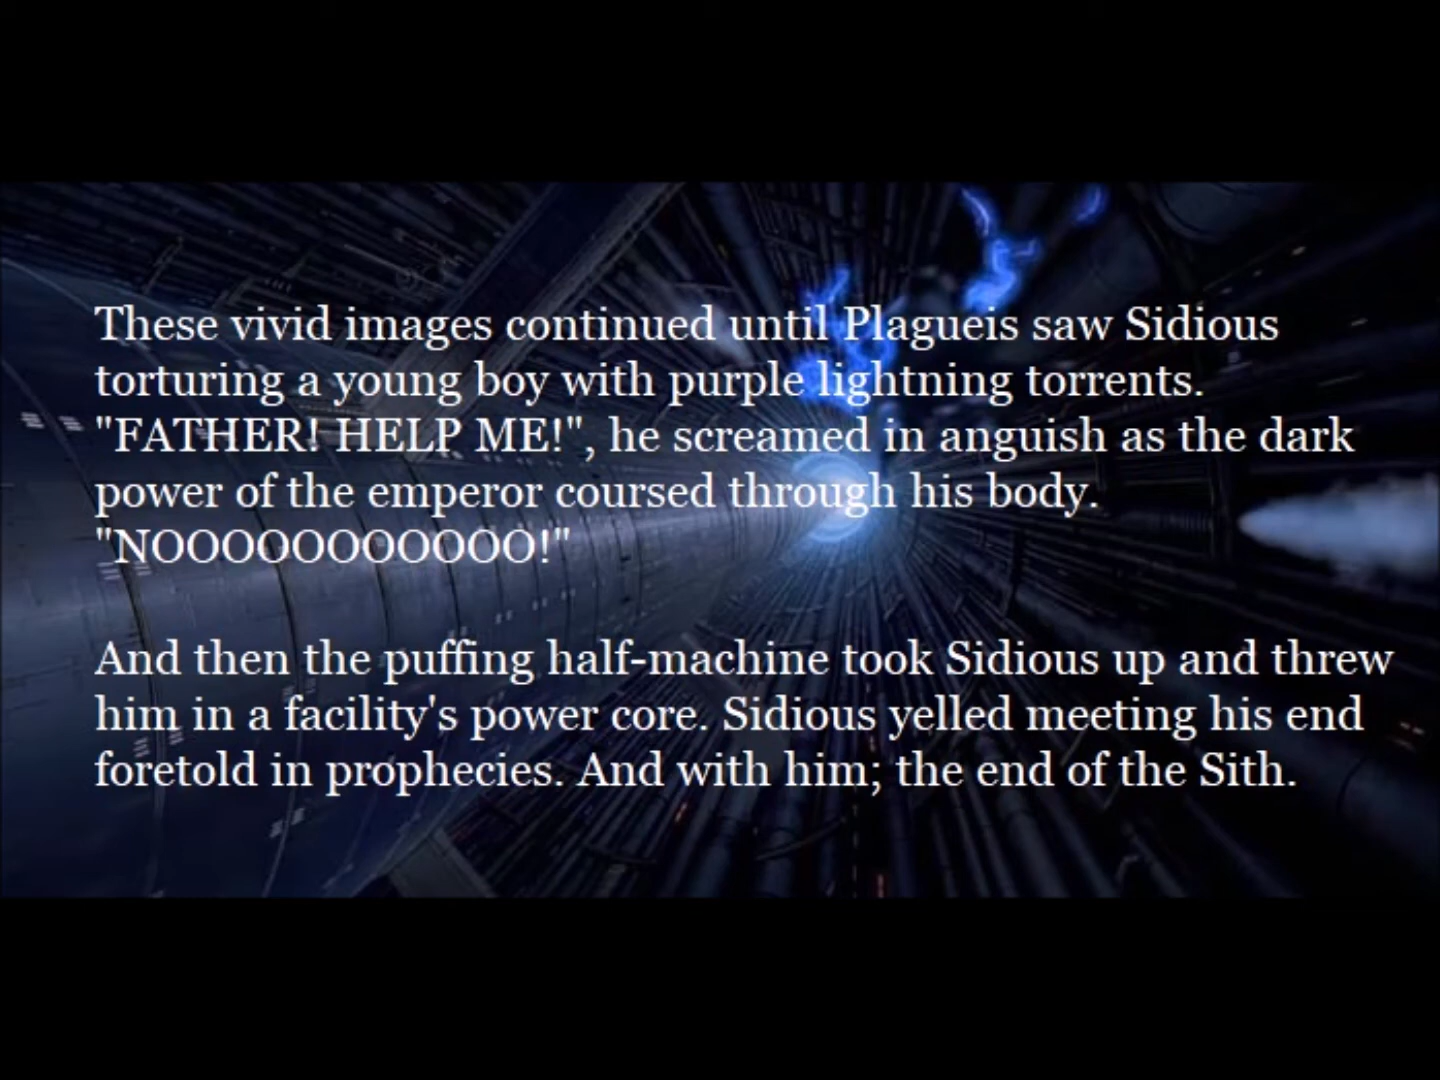 These vivid images continued until Plagueis saw Sidious
torturing a young boy with purple lightning torrents.
"FATHER! HELP ME!", he screamed in anguish as the dark
power of the emperor coursed through his body.
"NOOOOOOOOOOOO!"
And then the puffing half-machine took Sidious up and threw
him in a facility's power core. Sidious yelled meeting his end
foretold in prophecies. And with him; the end of the Sith.